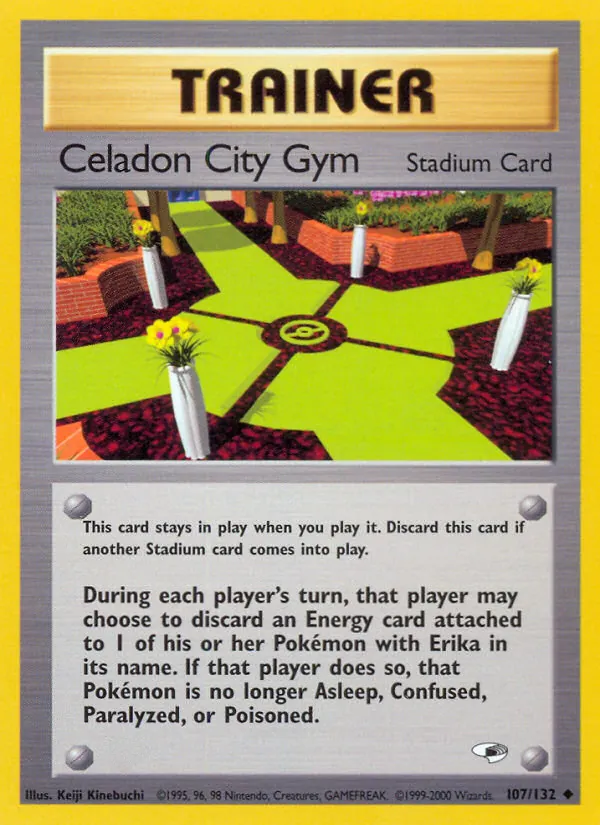 TRAINER
Celadon City Gym Stadium Card
This card stays in play when you play it. Discard this card if
another Stadium card comes into play.
During each player's turn, that player may
choose to discard an Energy card attached
to 1 of his or her Pokémon with Erika in
its name. If that player does so, that
Pokémon is no longer Asleep, Confused,
Paralyzed, or Poisoned.
Illus. Keiji Kinebuchi ©1995, 96, 98 Nintendo, Creatures, GAMEFREAK. ©1999-2000 Wizards. 107/132 ◆